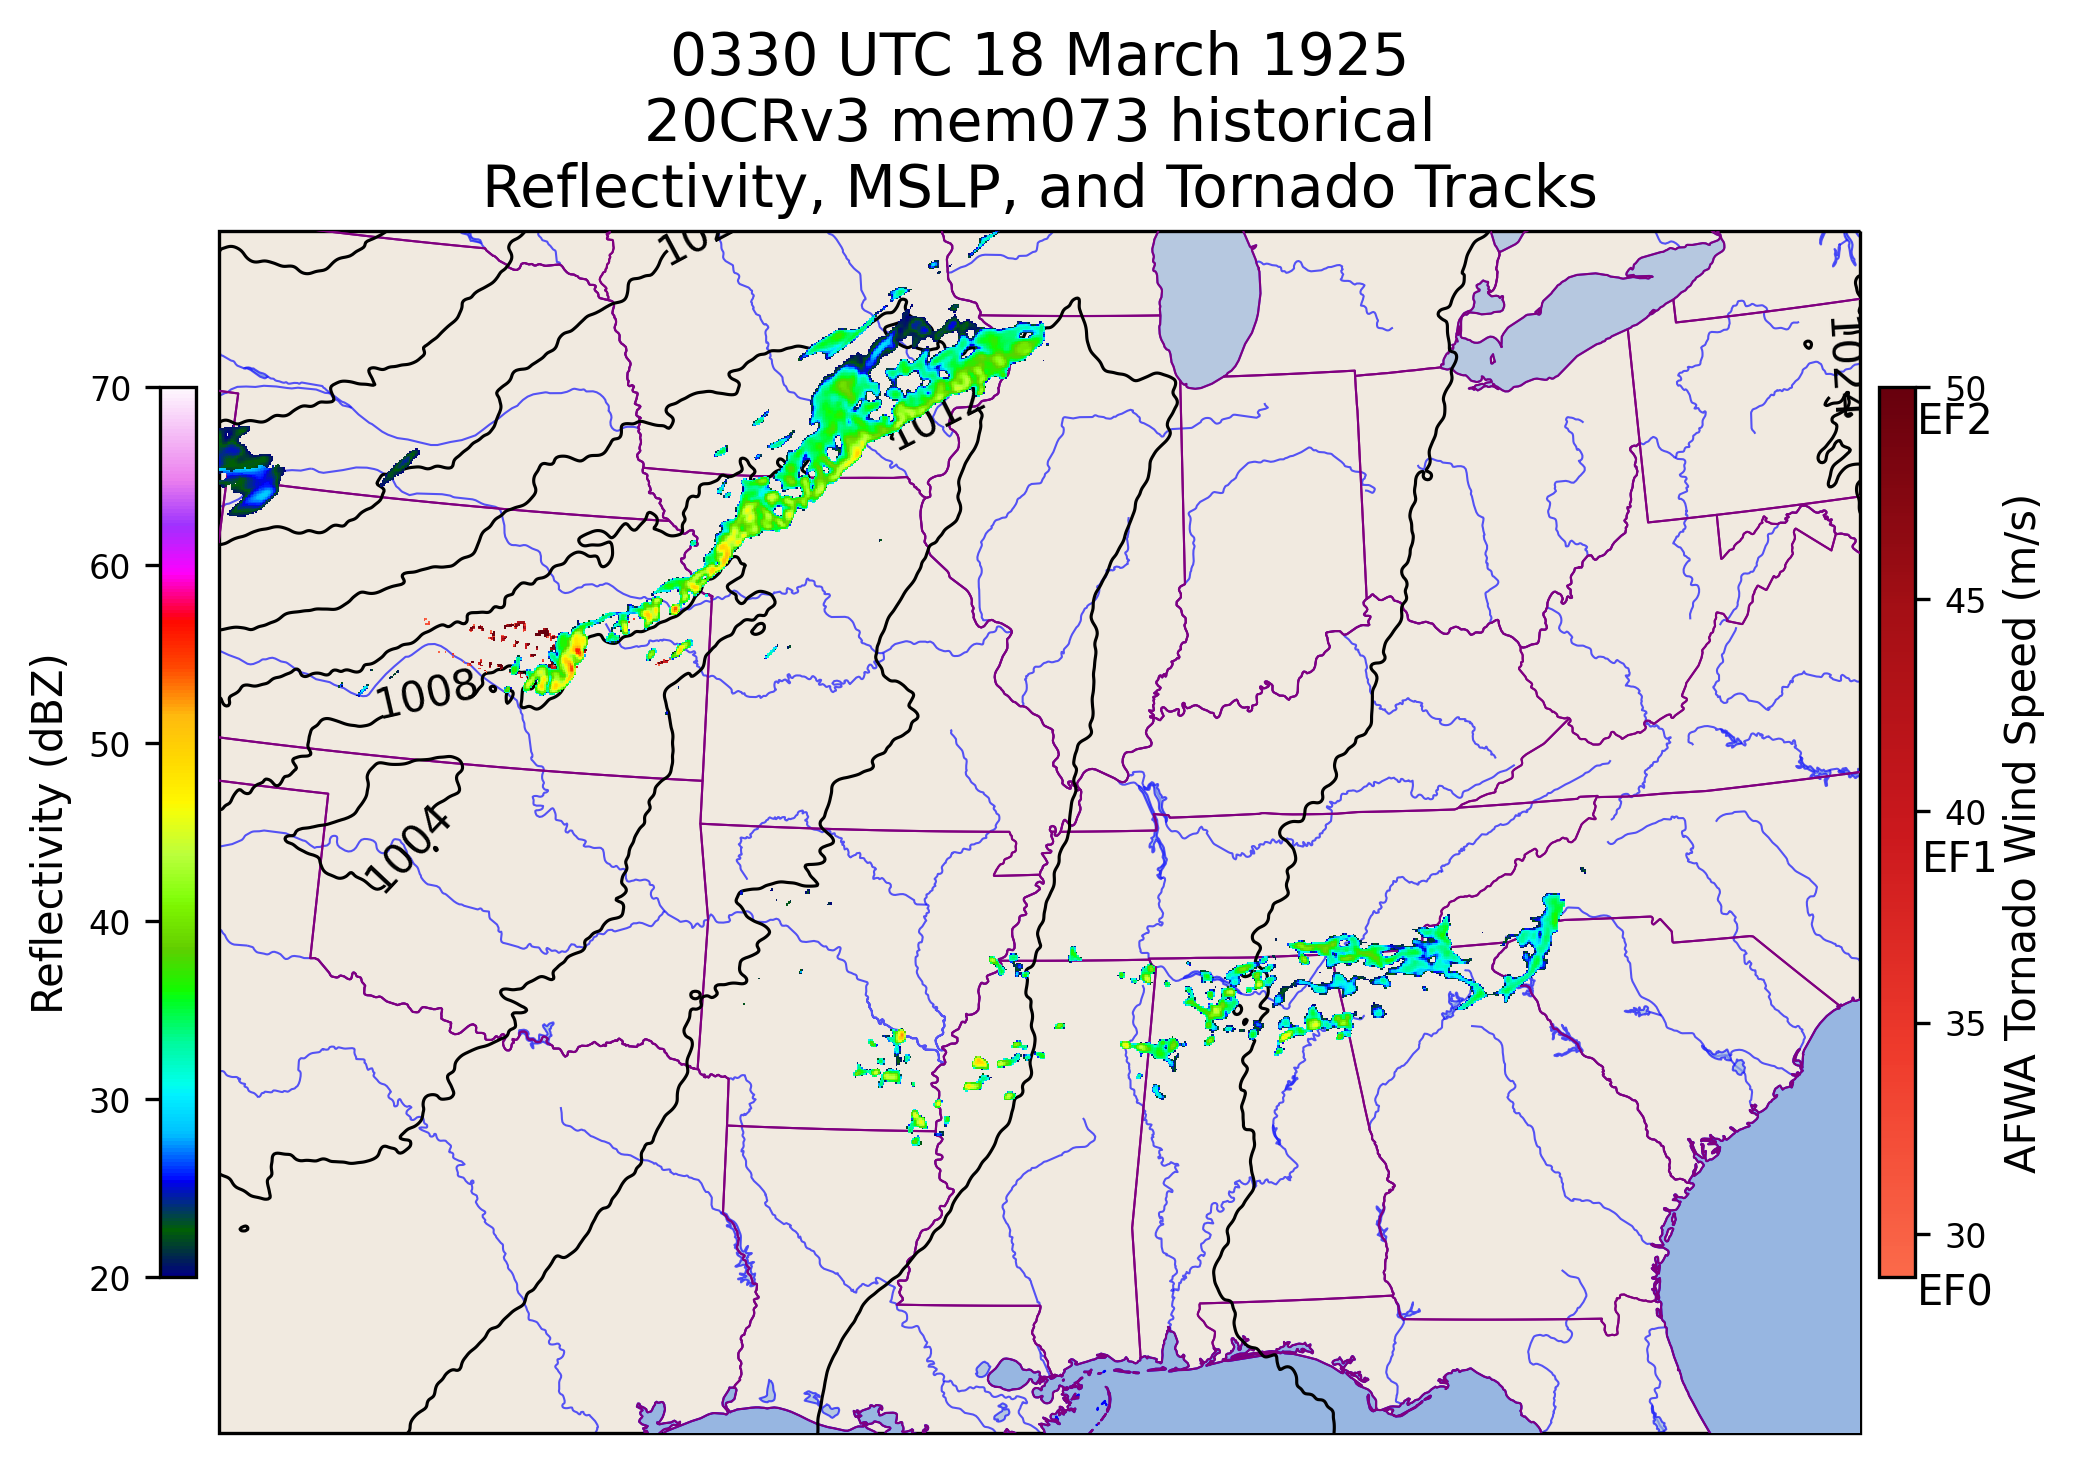 0330 UTC 18 March 1925
20CRv3 mem073 historical
Reflectivity, MSLP, and Tornado Tracks
70
60
50
40
30
20
Reflectivity (dBZ)
1012
1008
1004
1024
50
EF2
45
40
EF1
35
30
EF0
AFWA Tornado Wind Speed (m/s)